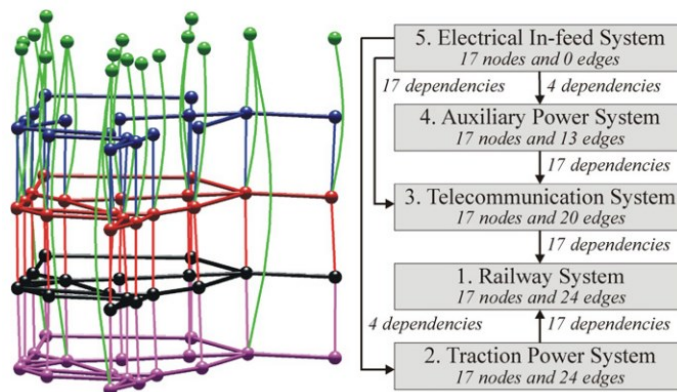 5. Electrical In-feed System
17 nodes and 0 edges
17 dependencies
4 dependencies
4. Auxiliary Power System
17 nodes and 13 edges
17 dependencies
3. Telecommunication System
17 nodes and 20 edges
17 dependencies
1. Railway System
17 nodes and 24 edges
4 dependencies
17 dependencies
2. Traction Power System
17 nodes and 24 edges